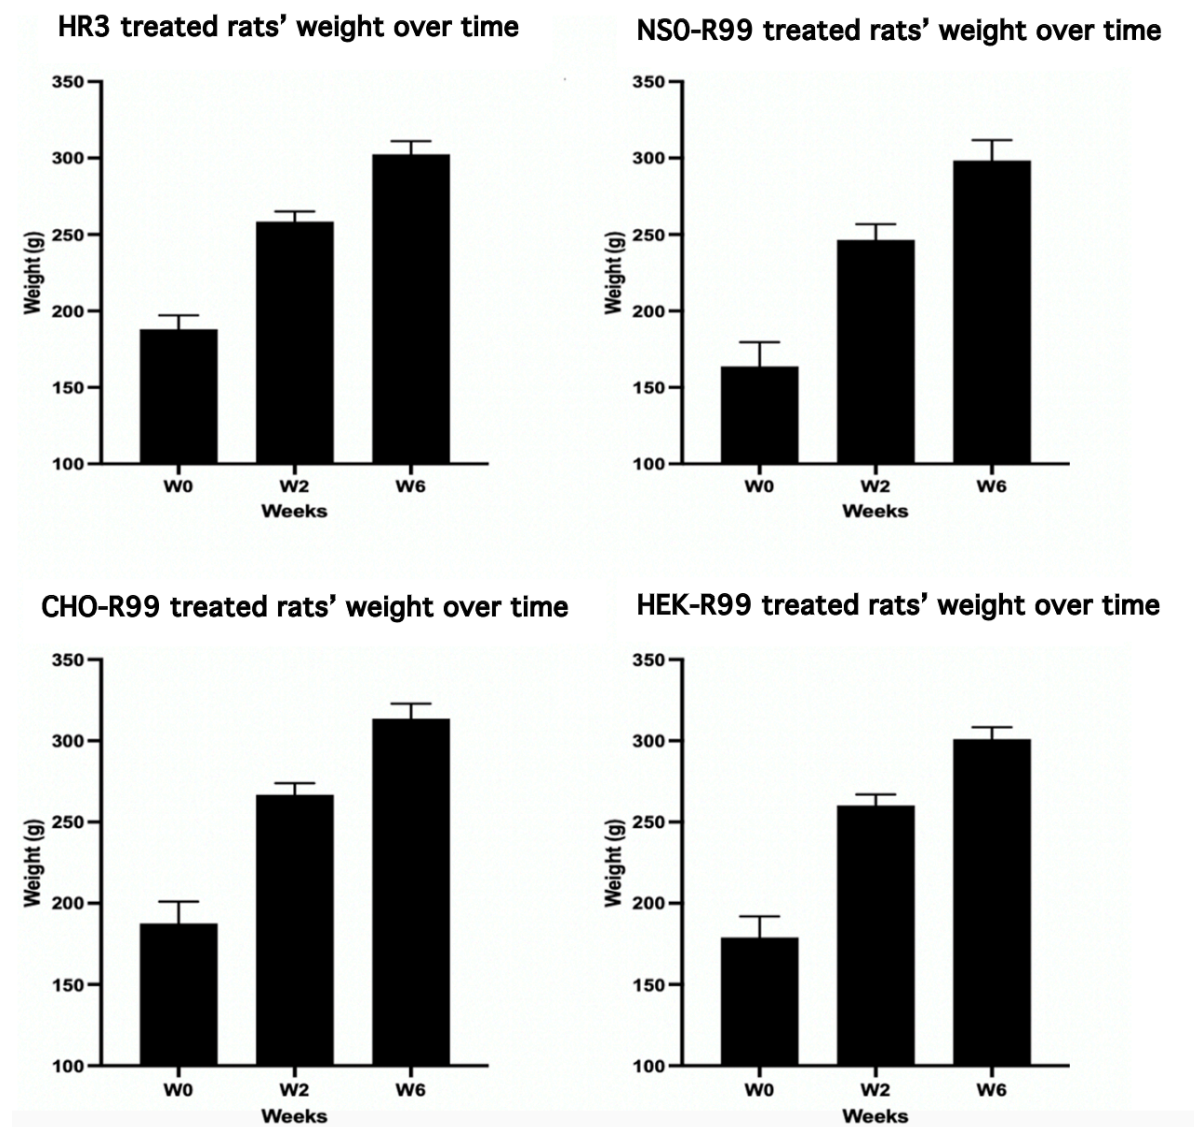 HR3 treated rats' weight over time
350
300
250
200
150
100
Weight (g)
W0 W2 W6
Weeks
NS0-R99 treated rats' weight over time
350
300
250
200
150
100
Weight (g)
W0 W2 W6
Weeks
CHO-R99 treated rats' weight over time
350
300
250
200
150
100
Weight (g)
W0 W2 W6
Weeks
HEK-R99 treated rats' weight over time
350
300
250
200
150
100
Weight (g)
W0 W2 W6
Weeks